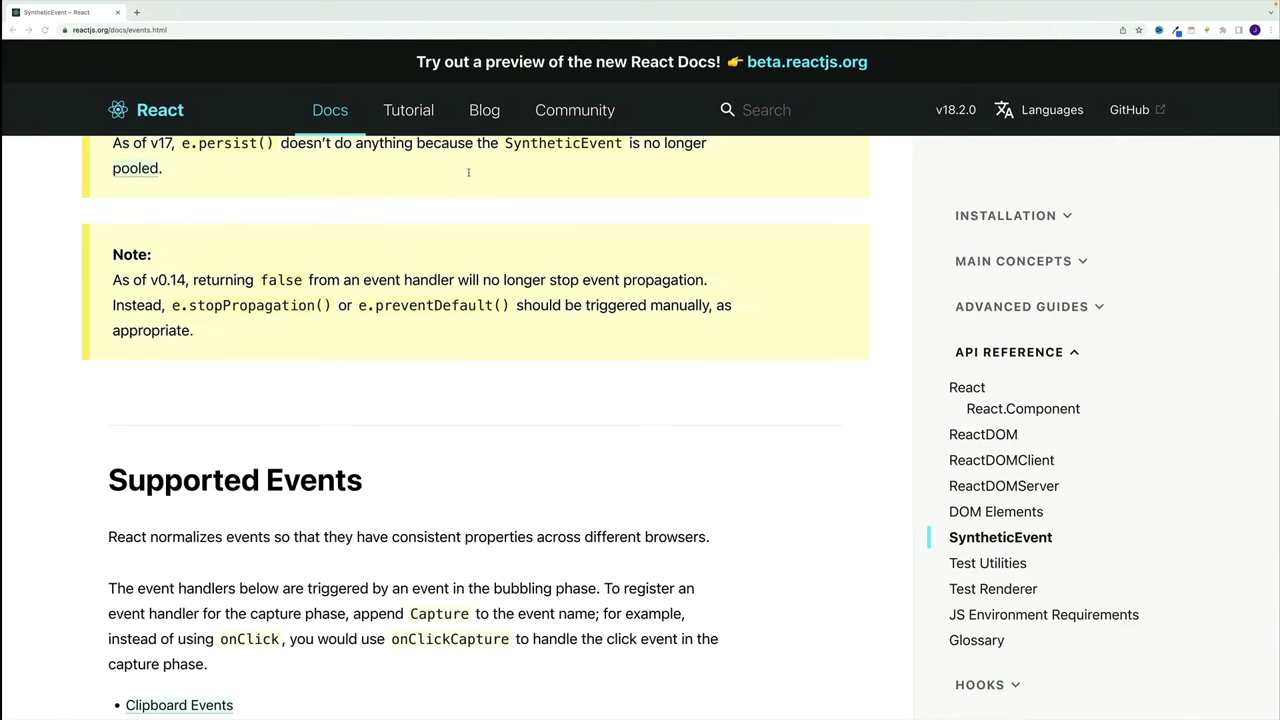 SyntheticEvent – React
reactjs.org/docs/events.html
Try out a preview of the new React Docs! 👉 beta.reactjs.org
React
Docs
Tutorial
Blog
Community
Search
v18.2.0
Languages
GitHub
As of v17, e.persist() doesn’t do anything because the SyntheticEvent is no longer
pooled.
Note:
As of v0.14, returning false from an event handler will no longer stop event propagation.
Instead, e.stopPropagation() or e.preventDefault() should be triggered manually, as
appropriate.
Supported Events
React normalizes events so that they have consistent properties across different browsers.
The event handlers below are triggered by an event in the bubbling phase. To register an
event handler for the capture phase, append Capture to the event name; for example,
instead of using onClick, you would use onClickCapture to handle the click event in the
capture phase.
• Clipboard Events
INSTALLATION
MAIN CONCEPTS
ADVANCED GUIDES
API REFERENCE
React
React.Component
ReactDOM
ReactDOMClient
ReactDOMServer
DOM Elements
SyntheticEvent
Test Utilities
Test Renderer
JS Environment Requirements
Glossary
HOOKS